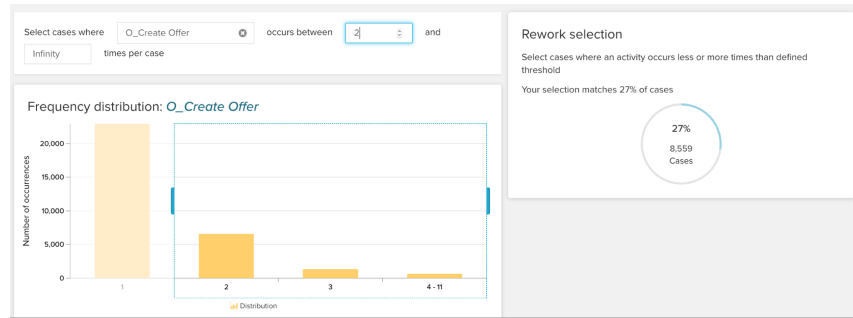 Select cases where O_Create Offer occurs between 2 and
Infinity times per case
Frequency distribution: O_Create Offer
Number of occurrences
20,000
15,000
10,000
5,000
0
1 2 3 4 - 11
Distribution
Rework selection
Select cases where an activity occurs less or more times than defined
threshold
Your selection matches 27% of cases
27%
8,559
Cases